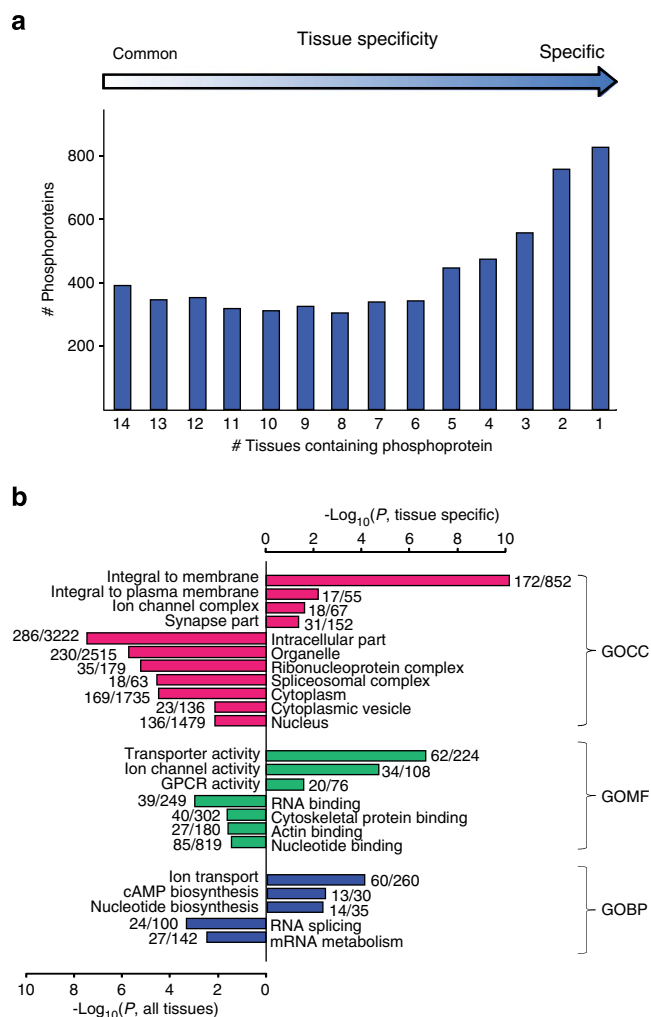 a
Tissue specificity
Common
Specific
# Phosphoproteins
800
600
400
200
14 13 12 11 10 9 8 7 6 5 4 3 2 1
# Tissues containing phosphoprotein
b
-Log10(P, tissue specific)
0 2 4 6 8 10
Integral to membrane 172/852
Integral to plasma membrane 17/55
Ion channel complex 18/67
Synapse part 31/152
286/3222 Intracellular part
230/2515 Organelle
35/179 Ribonucleoprotein complex
18/63 Spliceosomal complex
169/1735 Cytoplasm
23/136 Cytoplasmic vesicle
136/1479 Nucleus
GOCC
Transporter activity 62/224
Ion channel activity 34/108
GPCR activity 20/76
39/249 RNA binding
40/302 Cytoskeletal protein binding
27/180 Actin binding
85/819 Nucleotide binding
GOMF
Ion transport 60/260
cAMP biosynthesis 13/30
Nucleotide biosynthesis 14/35
24/100 RNA splicing
27/142 mRNA metabolism
GOBP
10 8 6 4 2 0
-Log10(P, all tissues)